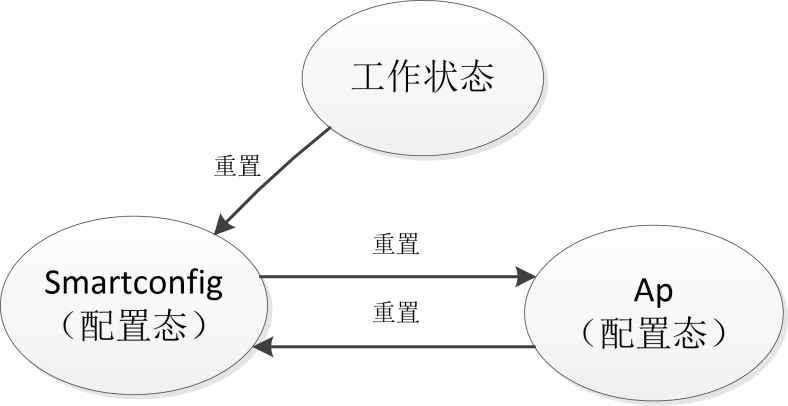 工作状态
重置
重置
Smartconfig
（配置态）
Ap
（配置态）
重置